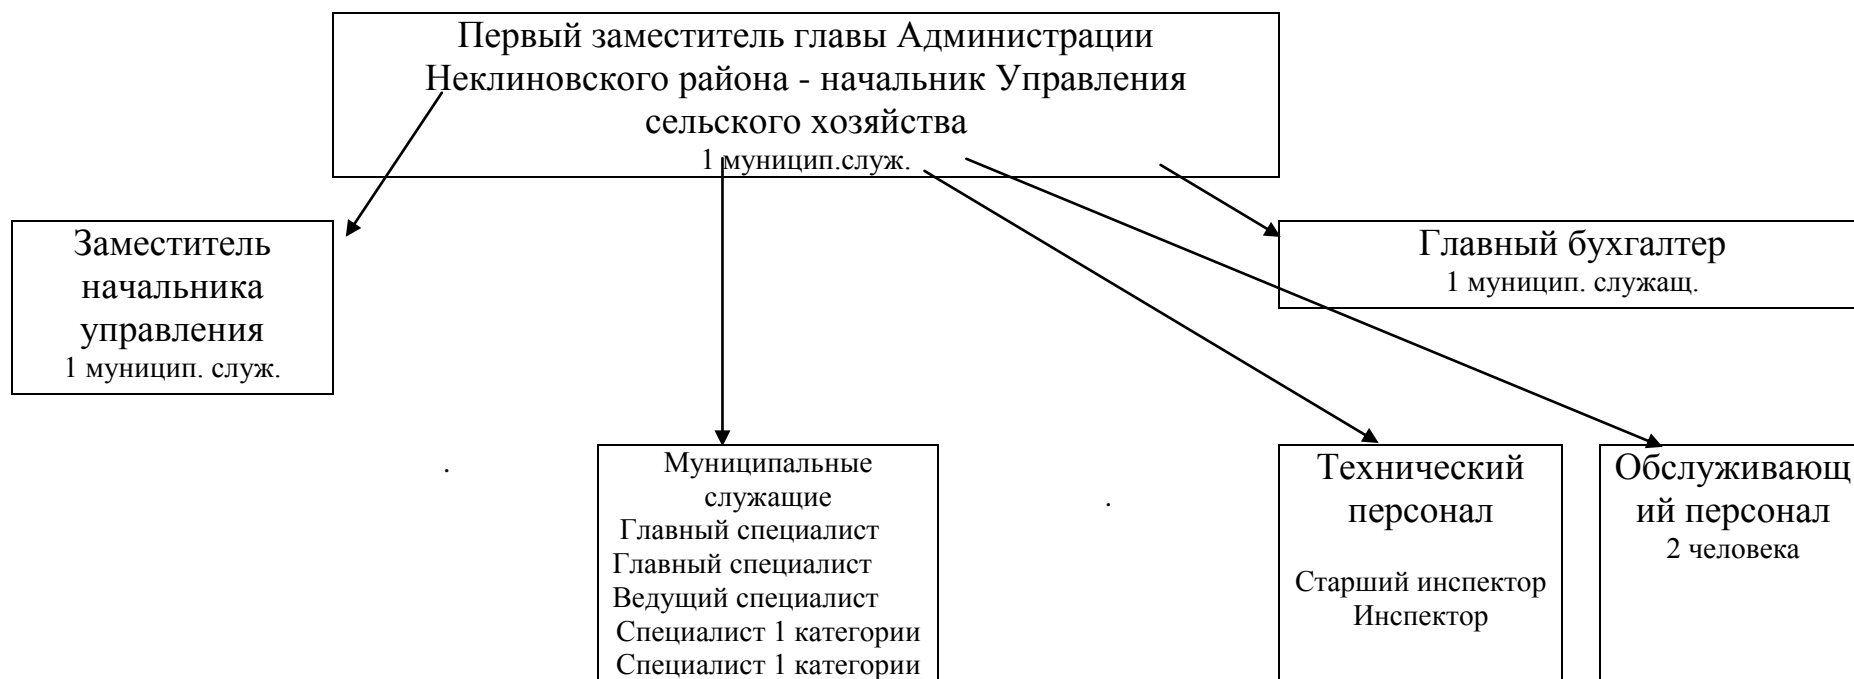 Первый заместитель главы Администрации
Неклиновского района - начальник Управления
сельского хозяйства
1 муницип.служ.
Заместитель
начальника
управления
1 муницип. служ.
Главный бухгалтер
1 муницип. служащ.
.
Муниципальные
служащие
Главный специалист
Главный специалист
Ведущий специалист
Специалист 1 категории
Специалист 1 категории
.
Технический
персонал
Старший инспектор
Инспектор
Обслуживающ
ий персонал
2 человека